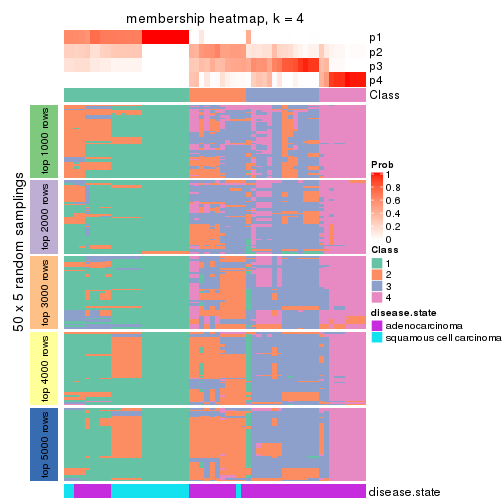 membership heatmap, k = 4
p1
p2
p3
p4
Class
50 x 5 random samplings
top 1000 rows
top 2000 rows
top 3000 rows
top 4000 rows
top 5000 rows
Prob
1
0.8
0.6
0.4
0.2
0
Class
1
2
3
4
disease.state
adenocarcinoma
squamous cell carcinoma
disease.state